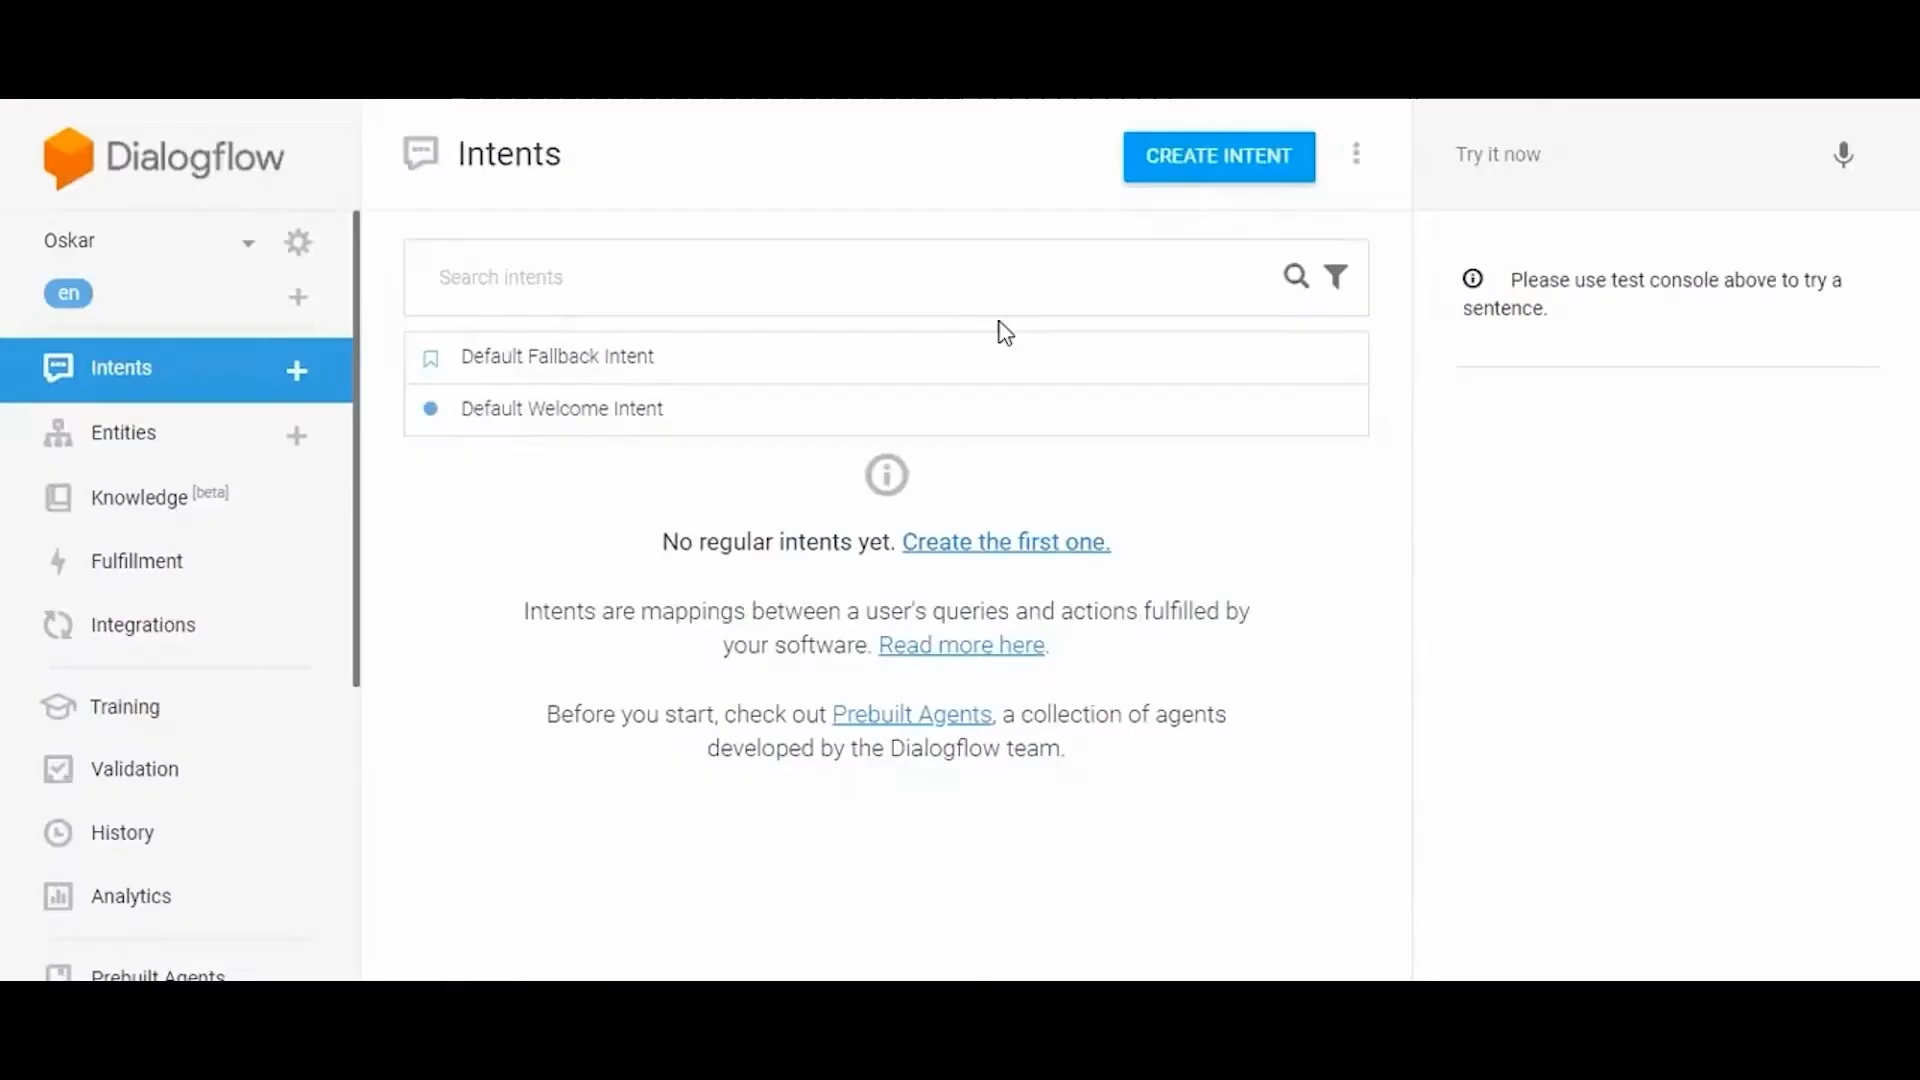 Dialogflow
Oskar
en
Intents
Entities
Knowledge [beta]
Fulfillment
Integrations
Training
Validation
History
Analytics
Prebuilt Agents
Intents
CREATE INTENT
Search intents
Default Fallback Intent
Default Welcome Intent
No regular intents yet. Create the first one.
Intents are mappings between a user's queries and actions fulfilled by
your software. Read more here.
Before you start, check out Prebuilt Agents, a collection of agents
developed by the Dialogflow team.
Try it now
Please use test console above to try a
sentence.